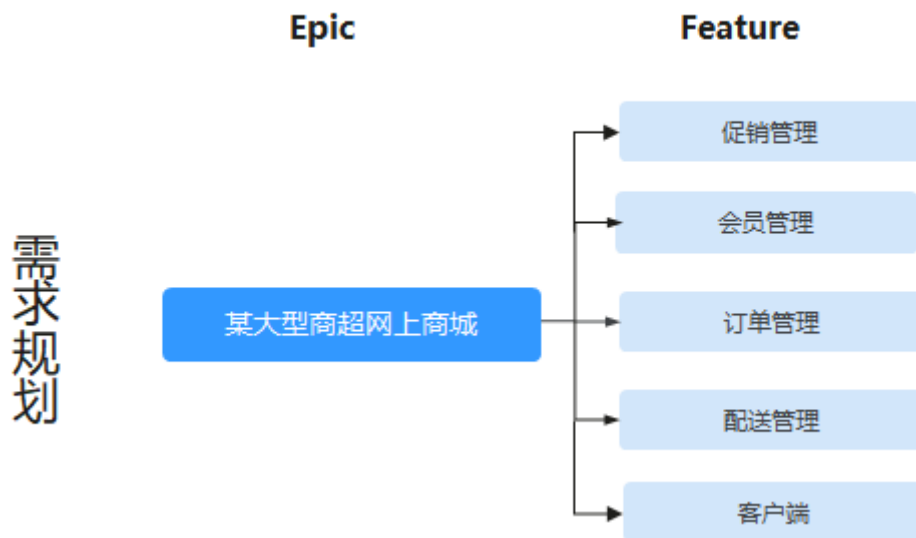 Epic
Feature
需求规划
某大型商超网上商城
促销管理
会员管理
订单管理
配送管理
客户端